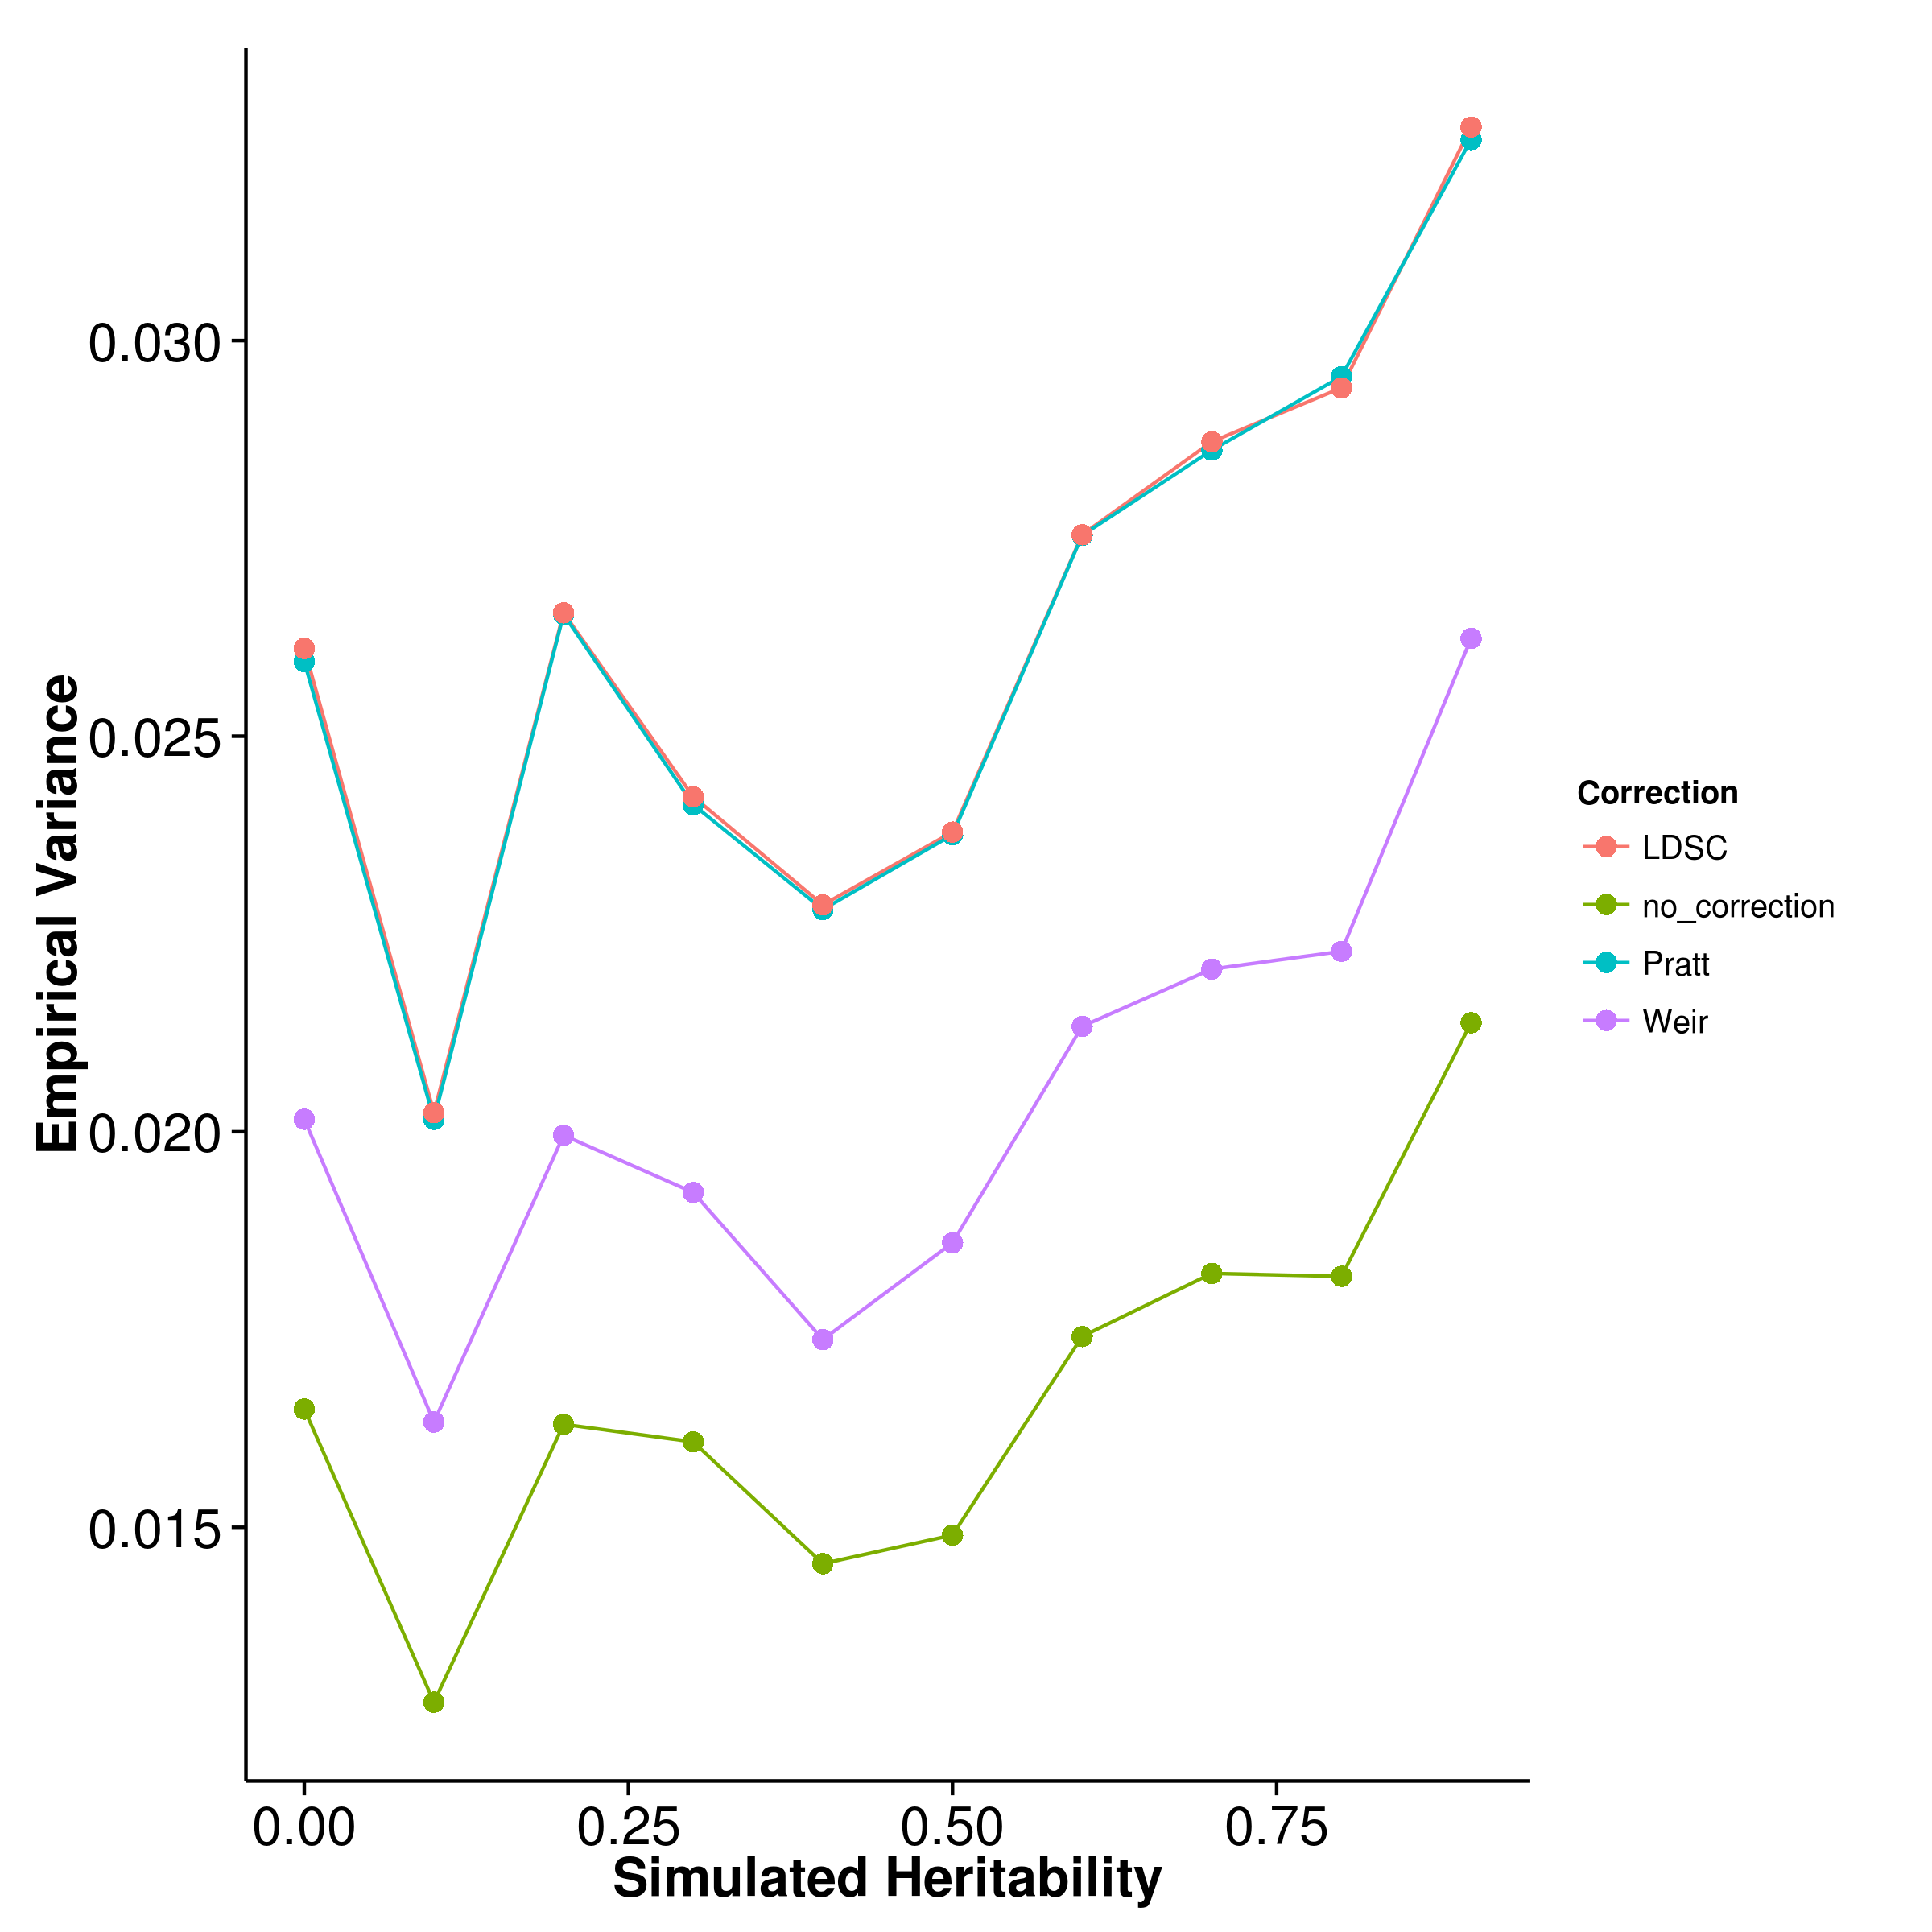 Empirical Variance
0.030
0.025
0.020
0.015
0.00 0.25 0.50 0.75
Simulated Heritability
Correction
LDSC
no_correction
Pratt
Weir